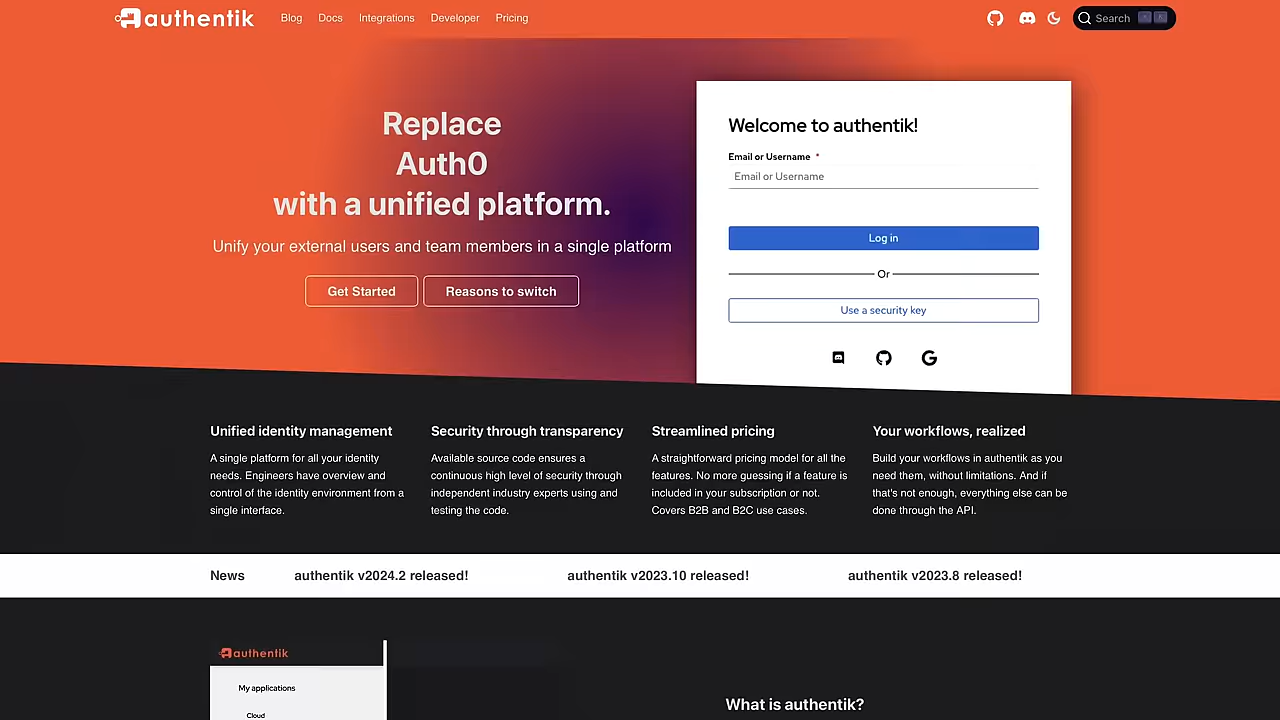 authentik
Blog
Docs
Integrations
Developer
Pricing
Search
Replace
Auth0
with a unified platform.
Unify your external users and team members in a single platform
Get Started
Reasons to switch
Welcome to authentik!
Email or Username *
Email or Username
Log in
Or
Use a security key
Unified identity management
A single platform for all your identity
needs. Engineers have overview and
control of the identity environment from a
single interface.
Security through transparency
Available source code ensures a
continuous high level of security through
independent industry experts using and
testing the code.
Streamlined pricing
A straightforward pricing model for all the
features. No more guessing if a feature is
included in your subscription or not.
Covers B2B and B2C use cases.
Your workflows, realized
Build your workflows in authentik as you
need them, without limitations. And if
that's not enough, everything else can be
done through the API.
News
authentik v2024.2 released!
authentik v2023.10 released!
authentik v2023.8 released!
authentik
My applications
Cloud
What is authentik?